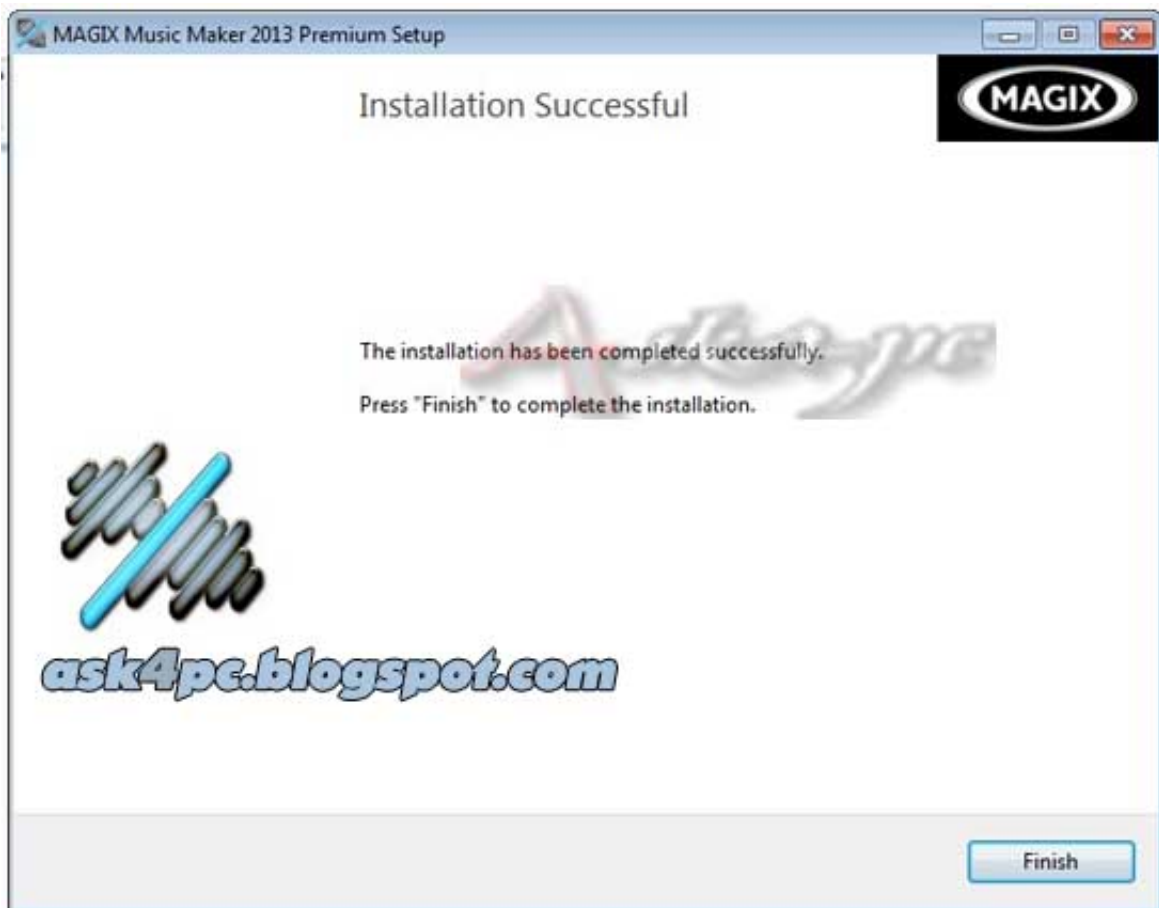 MAGIX Music Maker 2013 Premium Setup
Installation Successful
MAGIX
The installation has been completed successfully.
Press "Finish" to complete the installation.
ask4pc.blogspot.com
Finish